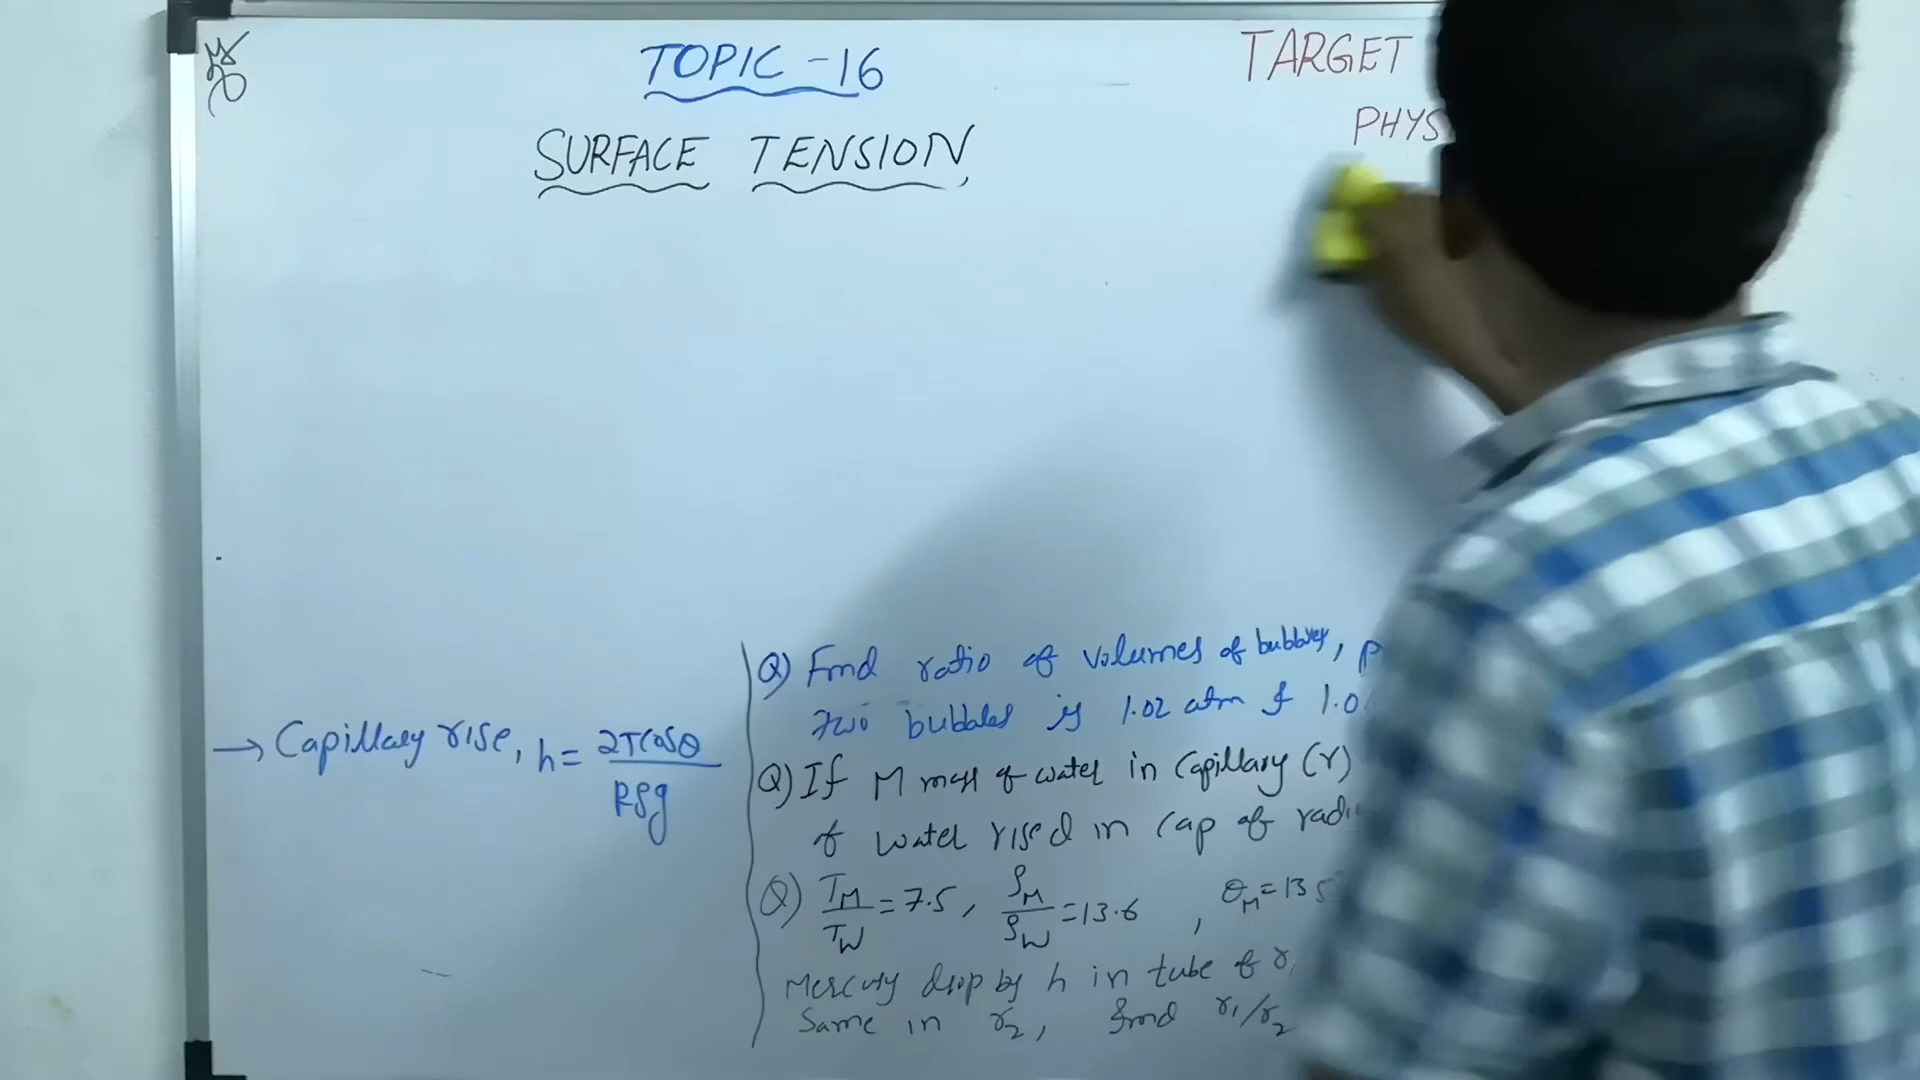 TOPIC-16
TARGET
PHYS
SURFACE TENSION
→ Capillary rise, h = 2Tcosθ / Rρg
Q) Find ratio of volumes of bubbles, p
two bubbles is 1.02 atm & 1.0
Q) If M mass of water in capillary (r)
of water rised in cap of radi
Q) T_M / T_W = 7.5, ρ_M / ρ_W = 13.6, θ_M = 135°
Mercury drop by h in tube of r
Same in r₂, find r₁/r₂